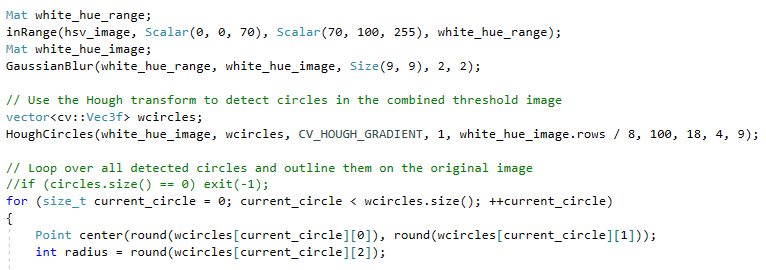 Mat white_hue_range;
inRange(hsv_image, Scalar(0, 0, 70), Scalar(70, 100, 255), white_hue_range);
Mat white_hue_image;
GaussianBlur(white_hue_range, white_hue_image, Size(9, 9), 2, 2);
// Use the Hough transform to detect circles in the combined threshold image
vector<cv::Vec3f> wcircles;
HoughCircles(white_hue_image, wcircles, CV_HOUGH_GRADIENT, 1, white_hue_image.rows / 8, 100, 18, 4, 9);
// Loop over all detected circles and outline them on the original image
//if (circles.size() == 0) exit(-1);
for (size_t current_circle = 0; current_circle < wcircles.size(); ++current_circle)
{
Point center(round(wcircles[current_circle][0]), round(wcircles[current_circle][1]));
int radius = round(wcircles[current_circle][2]);